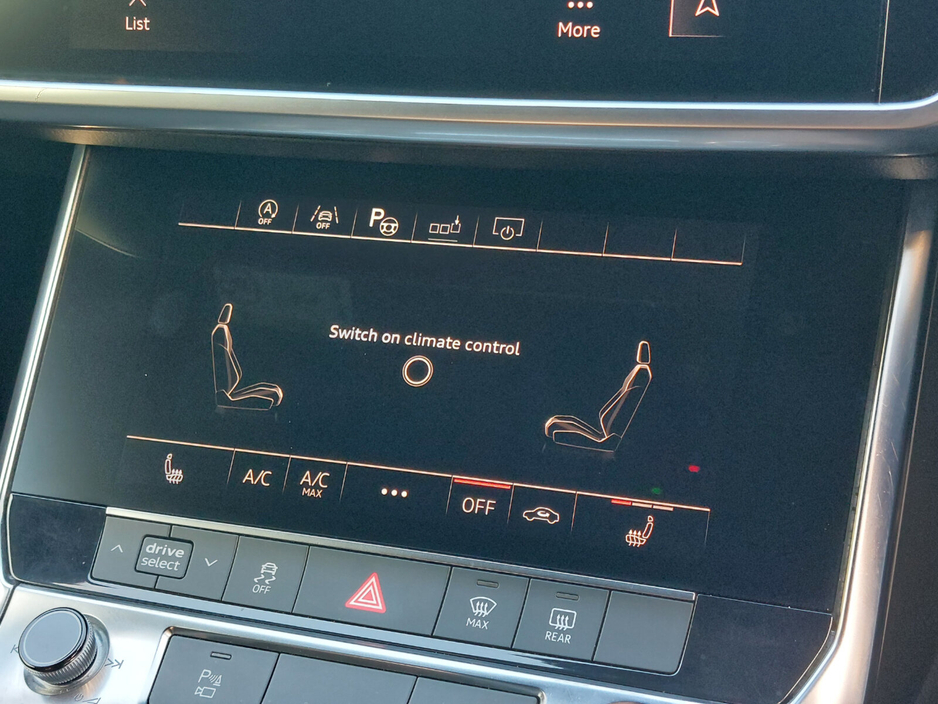 List
More
A
OFF
OFF
P
Switch on climate control
A/C
A/C
MAX
OFF
drive
select
OFF
MAX
REAR
P